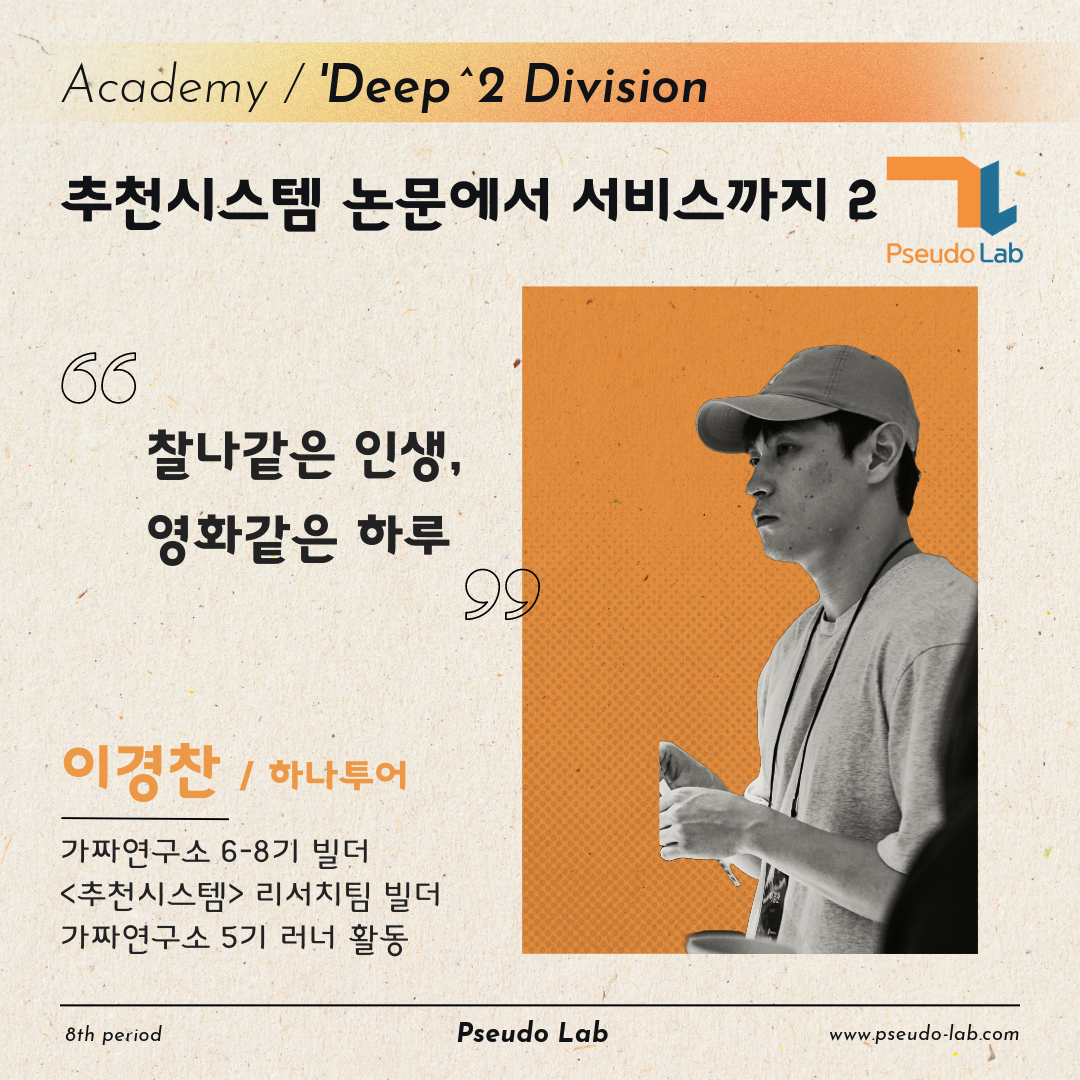 Academy / 'Deep^2 Division
추천시스템 논문에서 서비스까지 2
Pseudo Lab
“
찰나같은 인생,
영화같은 하루
”
이경찬 / 하나투어
가짜연구소 6-8기 빌더
<추천시스템> 리서치팀 빌더
가짜연구소 5기 러너 활동
8th period
Pseudo Lab
www.pseudo-lab.com